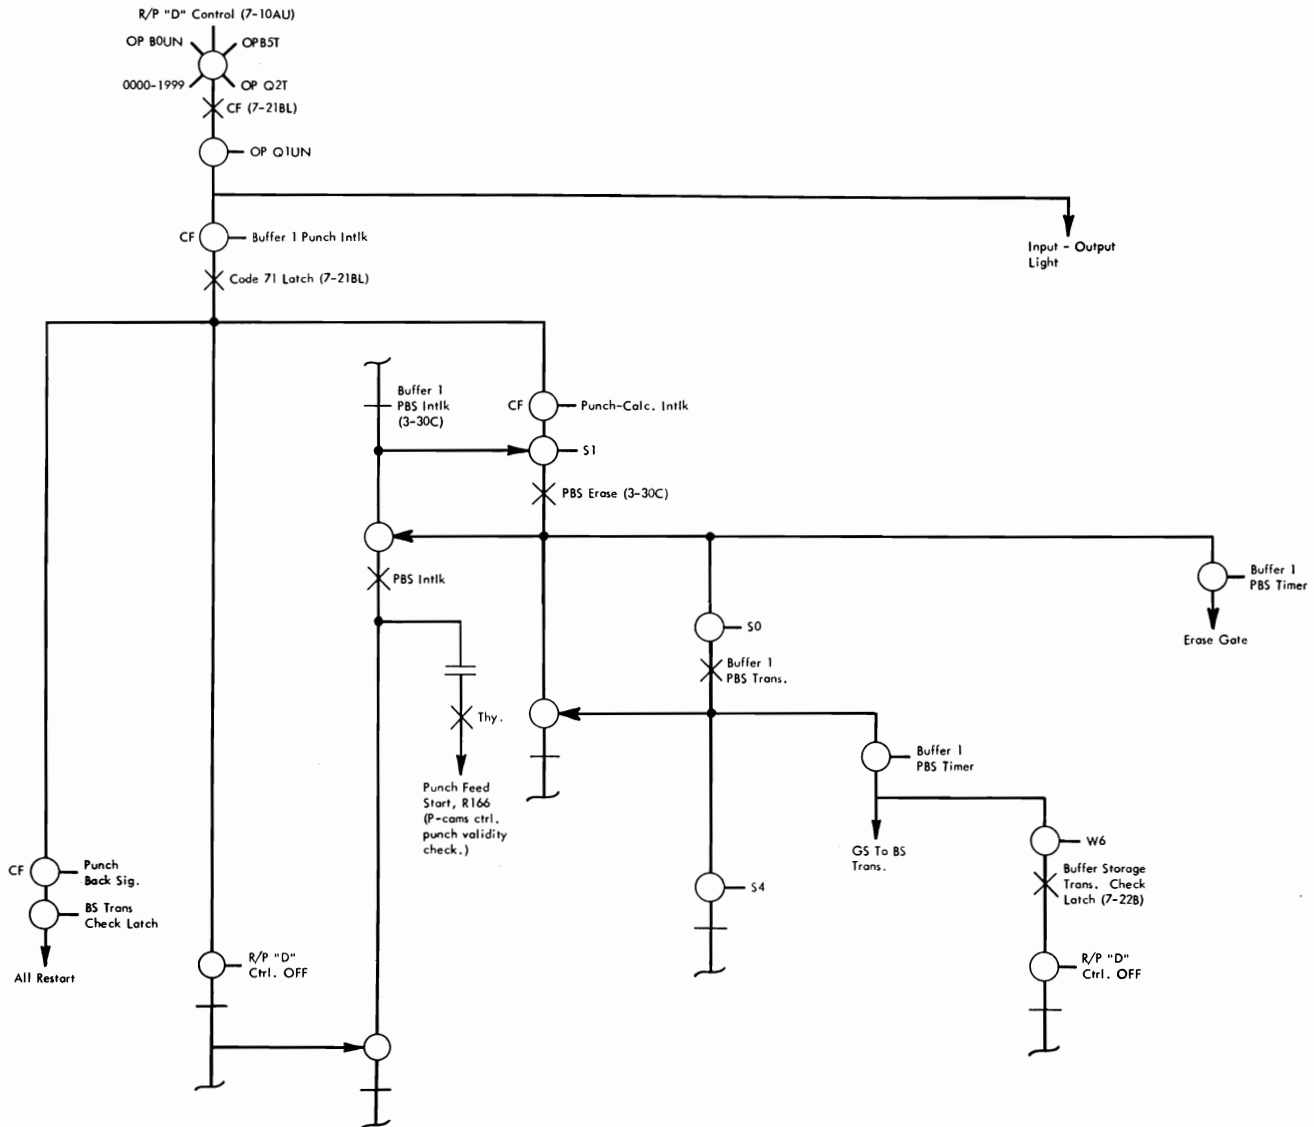 R/P "D" Control (7-10AU)
OP B0UN
OPB5T
0000-1999
OP Q2T
CF (7-21BL)
OP Q1UN
CF
Buffer 1 Punch Intlk
Input - Output
Light
Code 71 Latch (7-21BL)
Buffer 1
PBS Intlk
(3-30C)
CF
Punch-Calc. Intlk
S1
PBS Erase (3-30C)
PBS Intlk
Buffer 1
PBS Timer
Erase Gate
S0
Buffer 1
PBS Trans.
Thy.
Punch Feed
Start, R166
(P-cams ctrl.
punch validity
check.)
Buffer 1
PBS Timer
GS To BS
Trans.
W6
Buffer Storage
Trans. Check
Latch (7-22B)
CF
Punch
Back Sig.
BS Trans
Check Latch
All Restart
S4
R/P "D"
Ctrl. OFF
R/P "D"
Ctrl. OFF